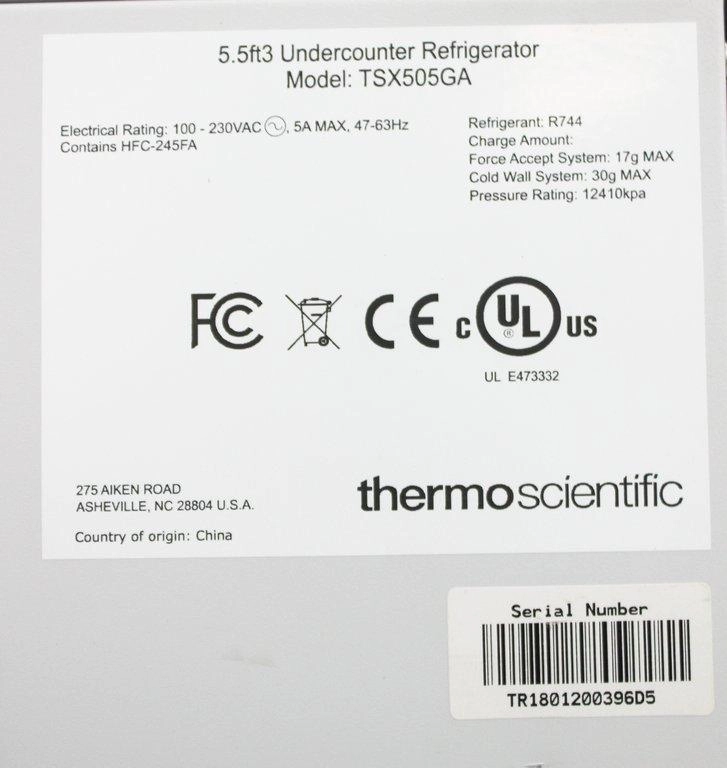 5.5ft3 Undercounter Refrigerator
Model: TSX505GA
Electrical Rating: 100 - 230VAC , 5A MAX, 47-63Hz
Contains HFC-245FA
Refrigerant: R744
Charge Amount:
Force Accept System: 17g MAX
Cold Wall System: 30g MAX
Pressure Rating: 12410kpa
FC CE c UL ® US
UL E473332
275 AIKEN ROAD
ASHEVILLE, NC 28804 U.S.A.
Country of origin: China
thermo scientific
Serial Number
TR1801200396D5